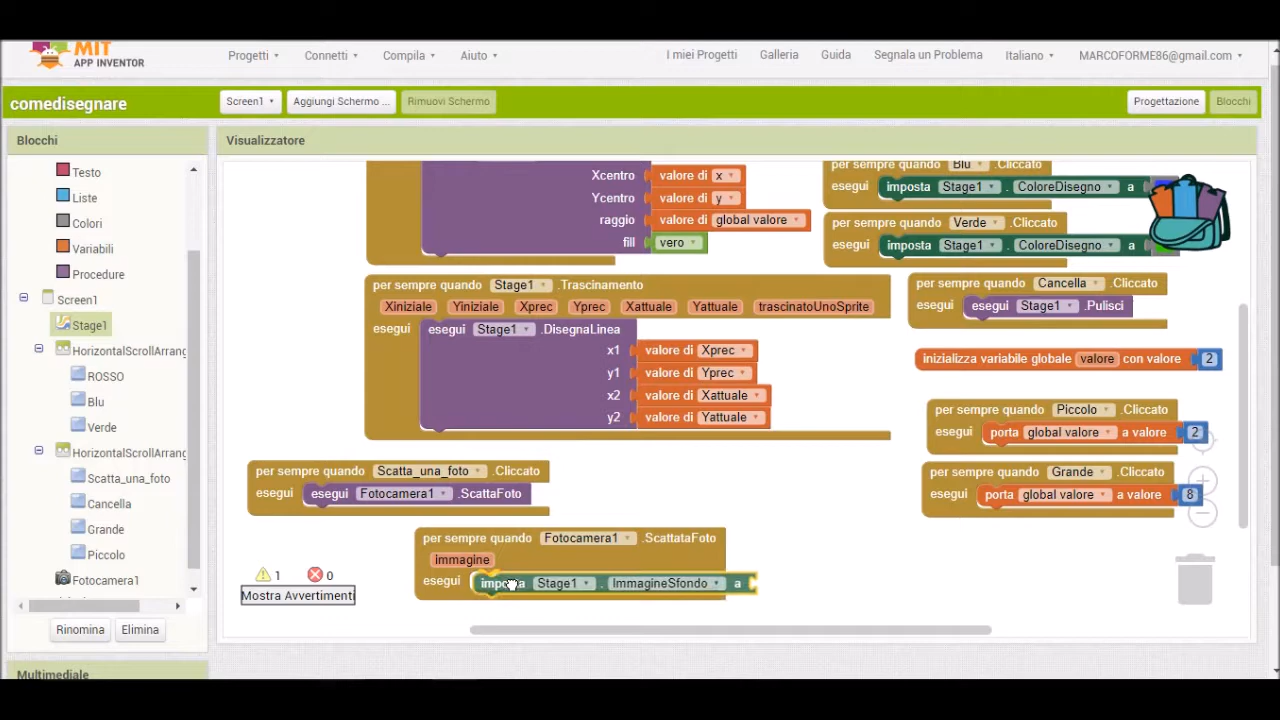 MIT
APP INVENTOR
Progetti Connetti Compila Aiuto I miei Progetti Galleria Guida Segnala un Problema Italiano MARCOFORME86@gmail.com
comedisegnare Screen1 Aggiungi Schermo ... Rimuovi Schermo Progettazione Blocchi
Blocchi
Testo
Liste
Colori
Variabili
Procedure
Screen1
Stage1
HorizontalScrollArrang
ROSSO
Blu
Verde
HorizontalScrollArrang
Scatta_una_foto
Cancella
Grande
Piccolo
Fotocamera1
Rinomina Elimina
Multimediale
Visualizzatore
Xcentro valore di x
Ycentro valore di y
raggio valore di global valore
fill vero
per sempre quando Stage1 .Trascinamento
Xiniziale Yiniziale Xprec Yprec Xattuale Yattuale trascinatoUnoSprite
esegui esegui Stage1 .DisegnaLinea
x1 valore di Xprec
y1 valore di Yprec
x2 valore di Xattuale
y2 valore di Yattuale
per sempre quando Scatta_una_foto .Cliccato
esegui esegui Fotocamera1 .ScattaFoto
per sempre quando Fotocamera1 .ScattataFoto
immagine
esegui imposta Stage1 . ImmagineSfondo a
1 0
Mostra Avvertimenti
per sempre quando Blu .Cliccato
esegui imposta Stage1 . ColoreDisegno a
per sempre quando Verde .Cliccato
esegui imposta Stage1 . ColoreDisegno a
per sempre quando Cancella .Cliccato
esegui esegui Stage1 .Pulisci
inizializza variabile globale valore con valore 2
per sempre quando Piccolo .Cliccato
esegui porta global valore a valore 2
per sempre quando Grande .Cliccato
esegui porta global valore a valore 8